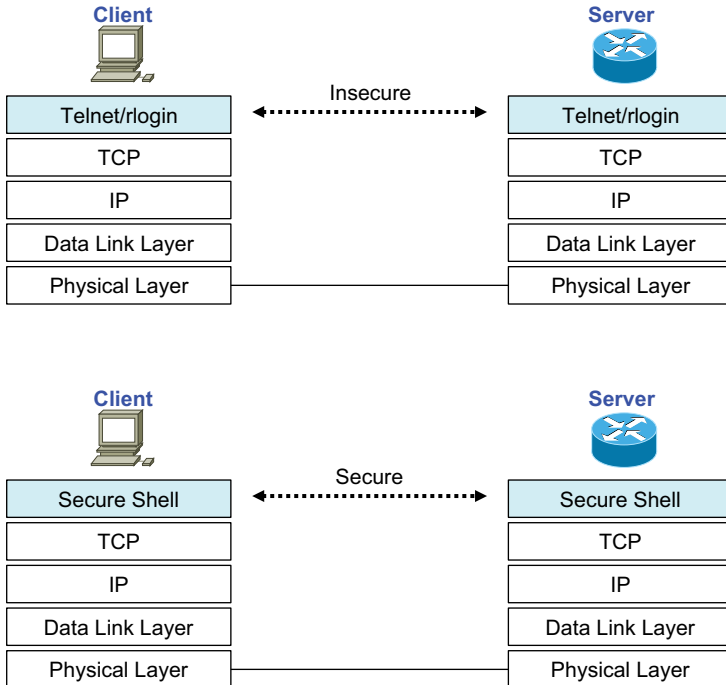 Client Server
Telnet/rlogin Insecure Telnet/rlogin
TCP TCP
IP IP
Data Link Layer Data Link Layer
Physical Layer Physical Layer
Client Server
Secure Shell Secure Secure Shell
TCP TCP
IP IP
Data Link Layer Data Link Layer
Physical Layer Physical Layer